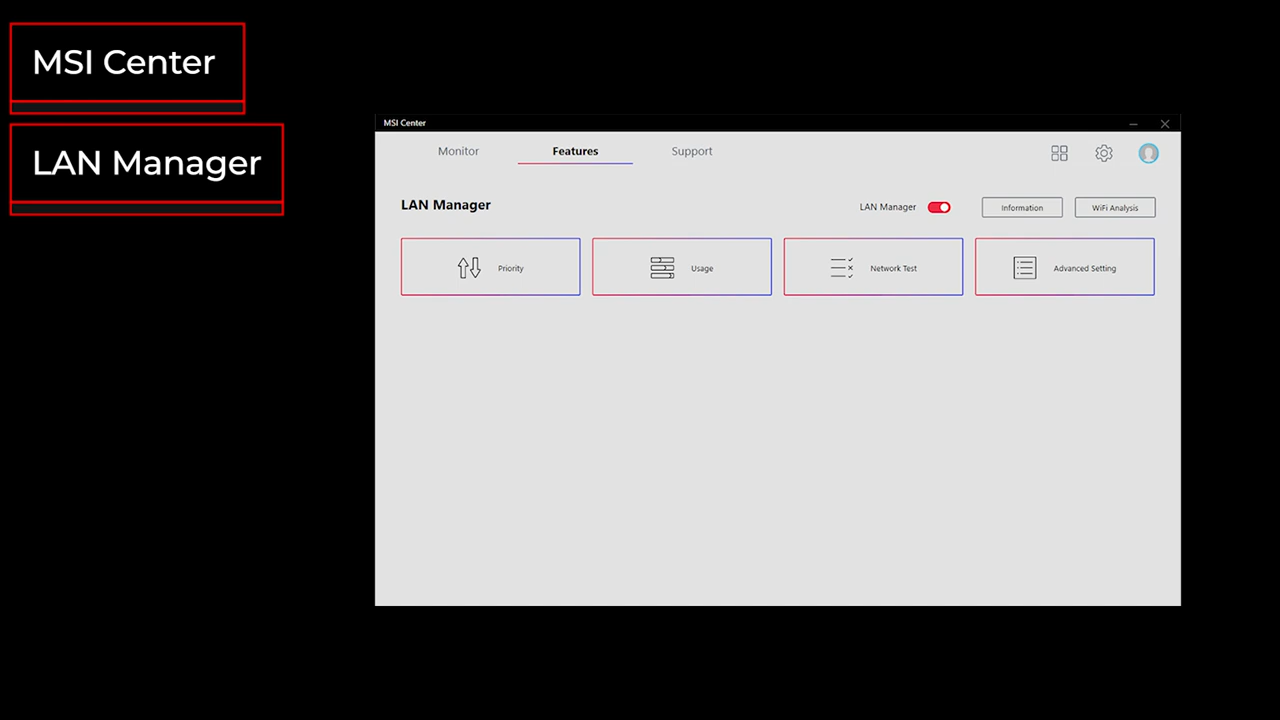 MSI Center
LAN Manager
MSI Center
Monitor Features Support
LAN Manager
LAN Manager Information WiFi Analysis
Priority Usage Network Test Advanced Setting